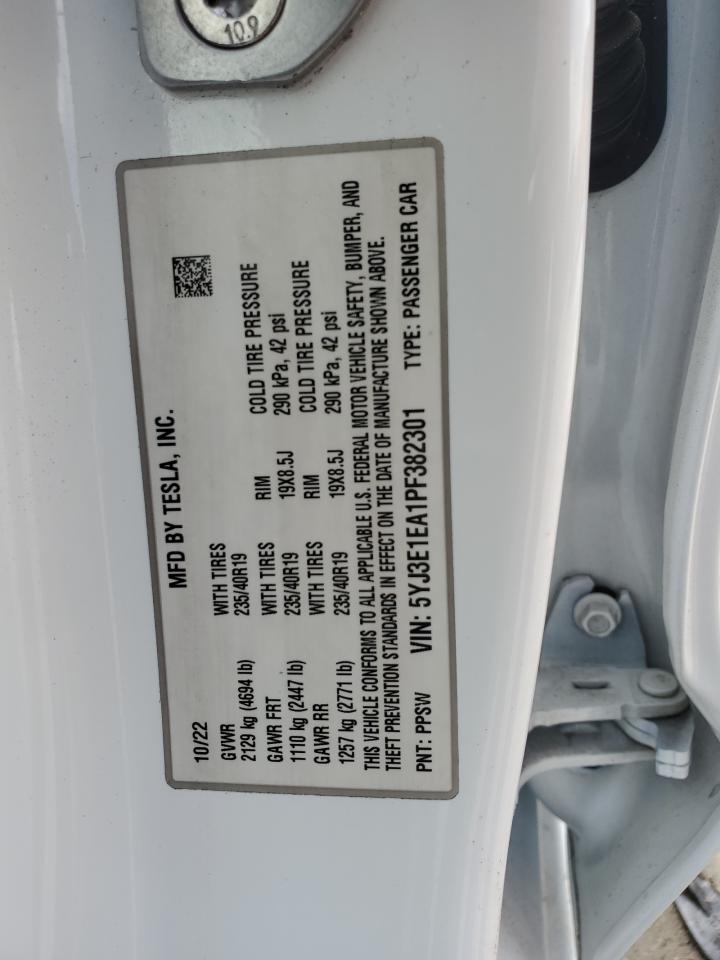 10.9
MFD BY TESLA, INC.
10/22
GVWR WITH TIRES RIM COLD TIRE PRESSURE
2129 kg (4694 lb) 235/40R19 19X8.5J 290 kPa, 42 psi
GAWR FRT WITH TIRES RIM COLD TIRE PRESSURE
1110 kg (2447 lb) 235/40R19 19X8.5J 290 kPa, 42 psi
GAWR RR WITH TIRES
1257 kg (2771 lb) 235/40R19
THIS VEHICLE CONFORMS TO ALL APPLICABLE U.S. FEDERAL MOTOR VEHICLE SAFETY, BUMPER, AND
THEFT PREVENTION STANDARDS IN EFFECT ON THE DATE OF MANUFACTURE SHOWN ABOVE.
PNT: PPSW VIN: 5YJ3E1EA1PF382301 TYPE: PASSENGER CAR